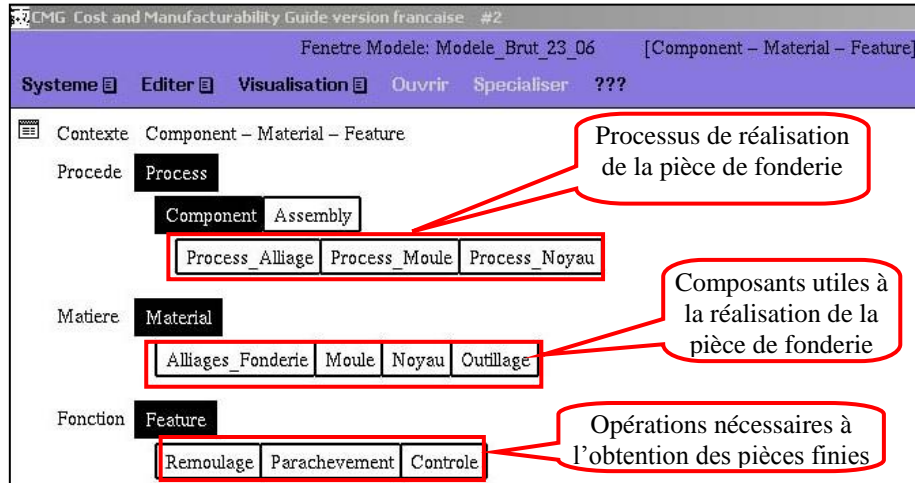 CMG Cost and Manufacturability Guide version francaise #2
Fenetre Modele: Modele_Brut_23_06 [Component – Material – Feature]
Systeme Editer Visualisation Ouvrir Specialiser ???
Contexte Component – Material – Feature
Processus de réalisation
de la pièce de fonderie
Procede Process
Component Assembly
Process_Alliage Process_Moule Process_Noyau
Composants utiles à
la réalisation de la
pièce de fonderie
Matiere Material
Alliages_Fonderie Moule Noyau Outillage
Opérations nécessaires à
l’obtention des pièces finies
Fonction Feature
Remoulage Parachevement Controle